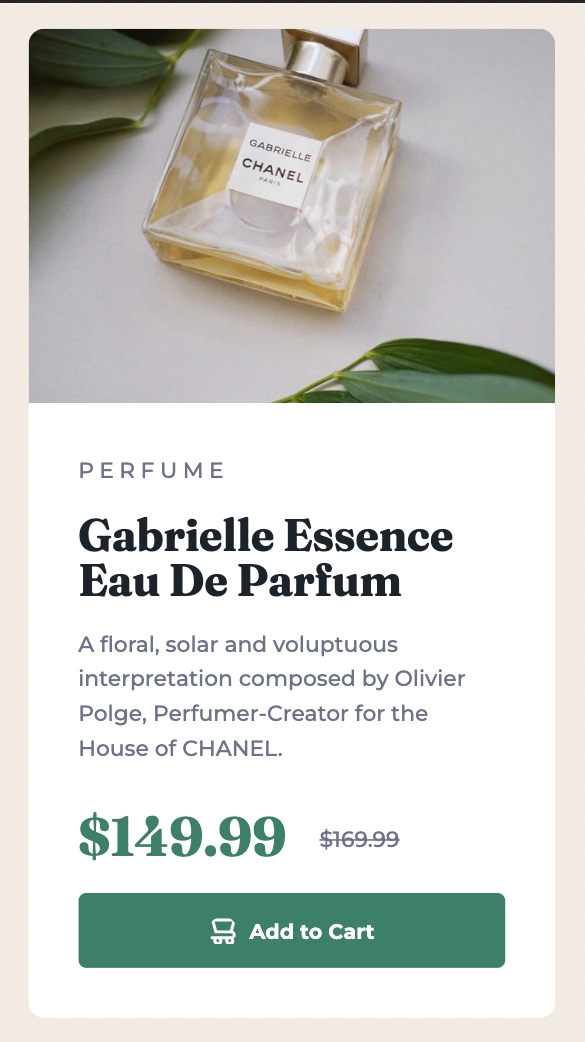 GABRIELLE
CHANEL
PARIS
PERFUME
Gabrielle Essence
Eau De Parfum
A floral, solar and voluptuous
interpretation composed by Olivier
Polge, Perfumer-Creator for the
House of CHANEL.
$149.99 $169.99
Add to Cart